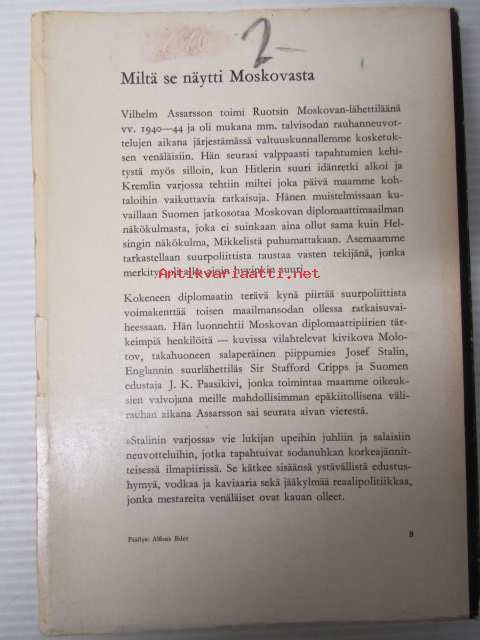 2-
Miltä se näytti Moskovasta
Vilhelm Assarsson toimi Ruotsin Moskovan-lähettiläänä
vv. 1940—44 ja oli mukana mm. talvisodan rauhanneuvot-
telujen aikana järjestämässä valtuuskunnallemme kosketuk-
sen venäläisiin. Hän seurasi valppaasti tapahtumien kehi-
tystä myös silloin, kun Hitlerin suuri idänretki alkoi ja
Kremlin varjossa tehtiin miltei joka päivä maamme koh-
taloihin vaikuttavia ratkaisuja. Hänen muistelmissaan ku-
vaillaan Suomen jatkosotaa Moskovan diplomaattimaailman
näkökulmasta, joka ei suinkaan aina ollut sama kuin Hel-
singin näkökulma, Mikkelistä puhumattakaan. Asemaamme
tarkastellaan suurpoliittista taustaa vasten tekijänä, jonka
Antikvariaatti.net
suuri.
Kokeneen diplomaatin terävä kynä piirtää suurpoliittista
voimakenttää toisen maailmansodan ollessa ratkaisuvai-
heessaan. Hän luonnehtii Moskovan diplomaattipiirien tär-
keimpiä henkilöitä — kuvissa vilahtelevat kivikova Molo-
tov, takahuoneen salaperäinen piippumies Josef Stalin,
Englannin suurlähettiläs Sir Stafford Cripps ja Suomen
edustaja J. K. Paasikivi, jonka toimintaa maamme oikeuk-
sien valvojana meille mahdollisimman epäkiitollisena väli-
rauhan aikana Assarsson sai seurata aivan vierestä.
»Stalinin varjossa» vie lukijan upeihin juhliin ja salaisiin
neuvotteluihin, jotka tapahtuivat sodanuhkan korkeajännit-
teisessä ilmapiirissä. Se kätkee sisäänsä ystävällistä edustus-
hymyä, vodkaa ja kaviaaria sekä jääkylmää reaalipolitiikkaa,
jonka mestareita venäläiset ovat kauan olleet.
Päällys: Alfons Eder
9